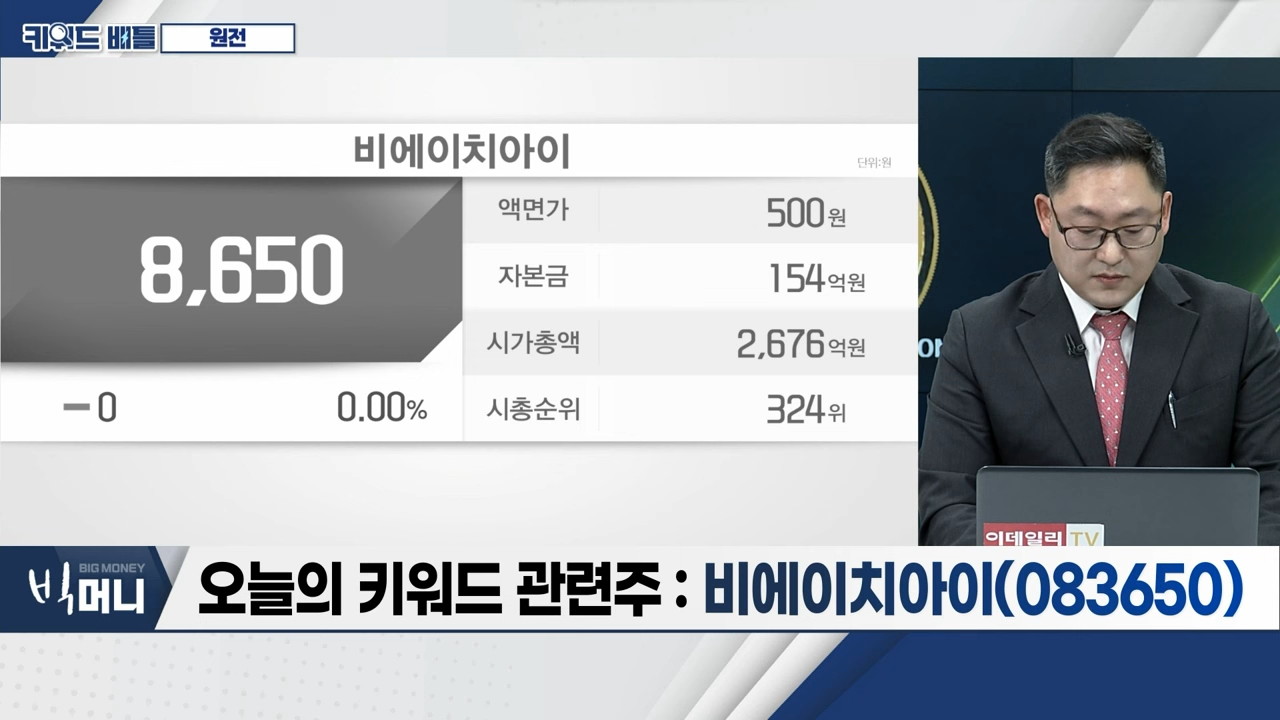 키워드 배틀 원전
비에이치아이
단위:원
8,650
0 0.00%
액면가 500원
자본금 154억원
시가총액 2,676억원
시총순위 324위
ON
이데일리 TV
BIG MONEY
빅머니
오늘의 키워드 관련주 : 비에이치아이(083650)